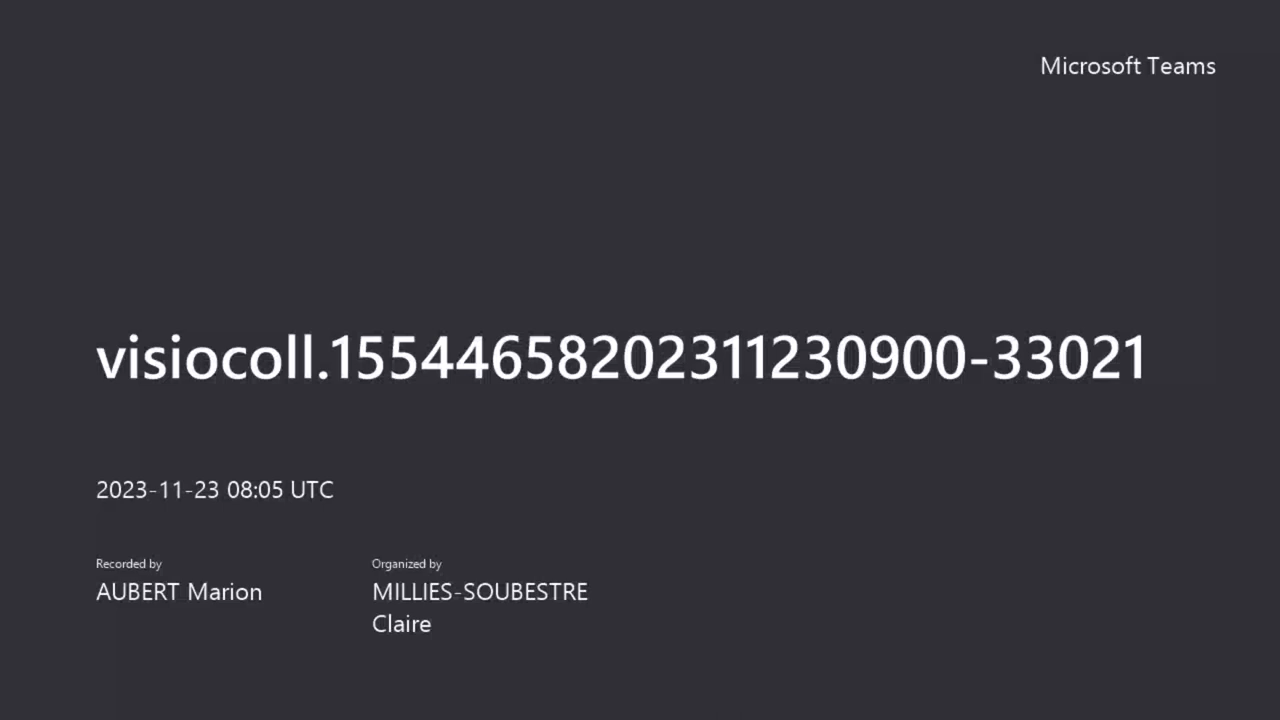 Microsoft Teams
visiocoll.15544658202311230900-33021
2023-11-23 08:05 UTC
Recorded by
AUBERT Marion
Organized by
MILLIES-SOUBESTRE
Claire